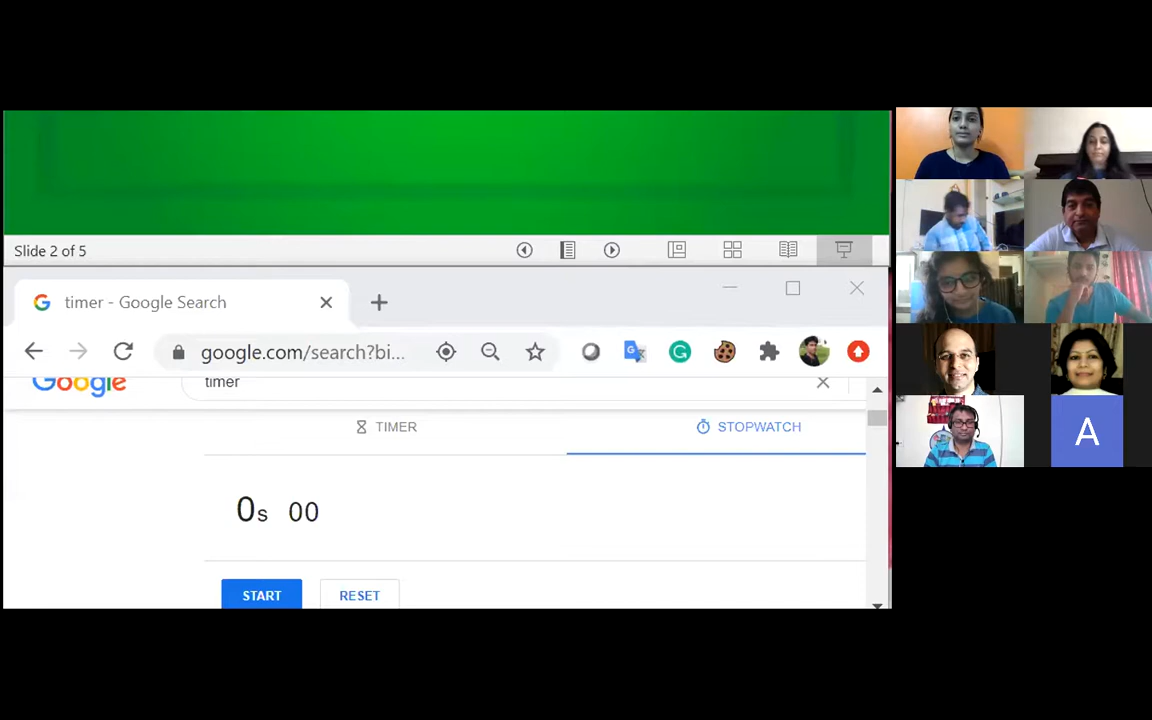 Slide 2 of 5
timer - Google Search
google.com/search?bi...
Google
timer
TIMER
STOPWATCH
0s 00
START
RESET
A